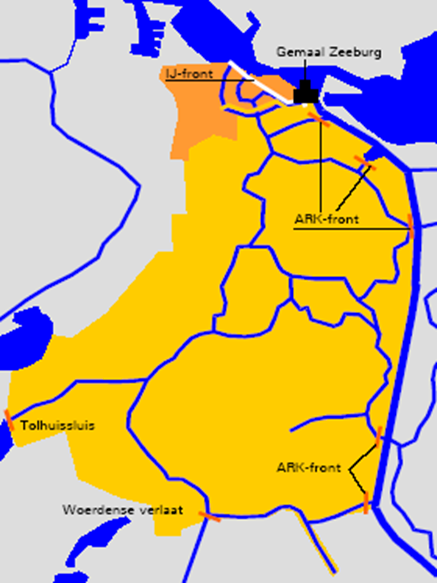 Gemaal Zeeburg
IJ-front
ARK-front
Tolhuissluis
ARK-front
Woerdense verlaat